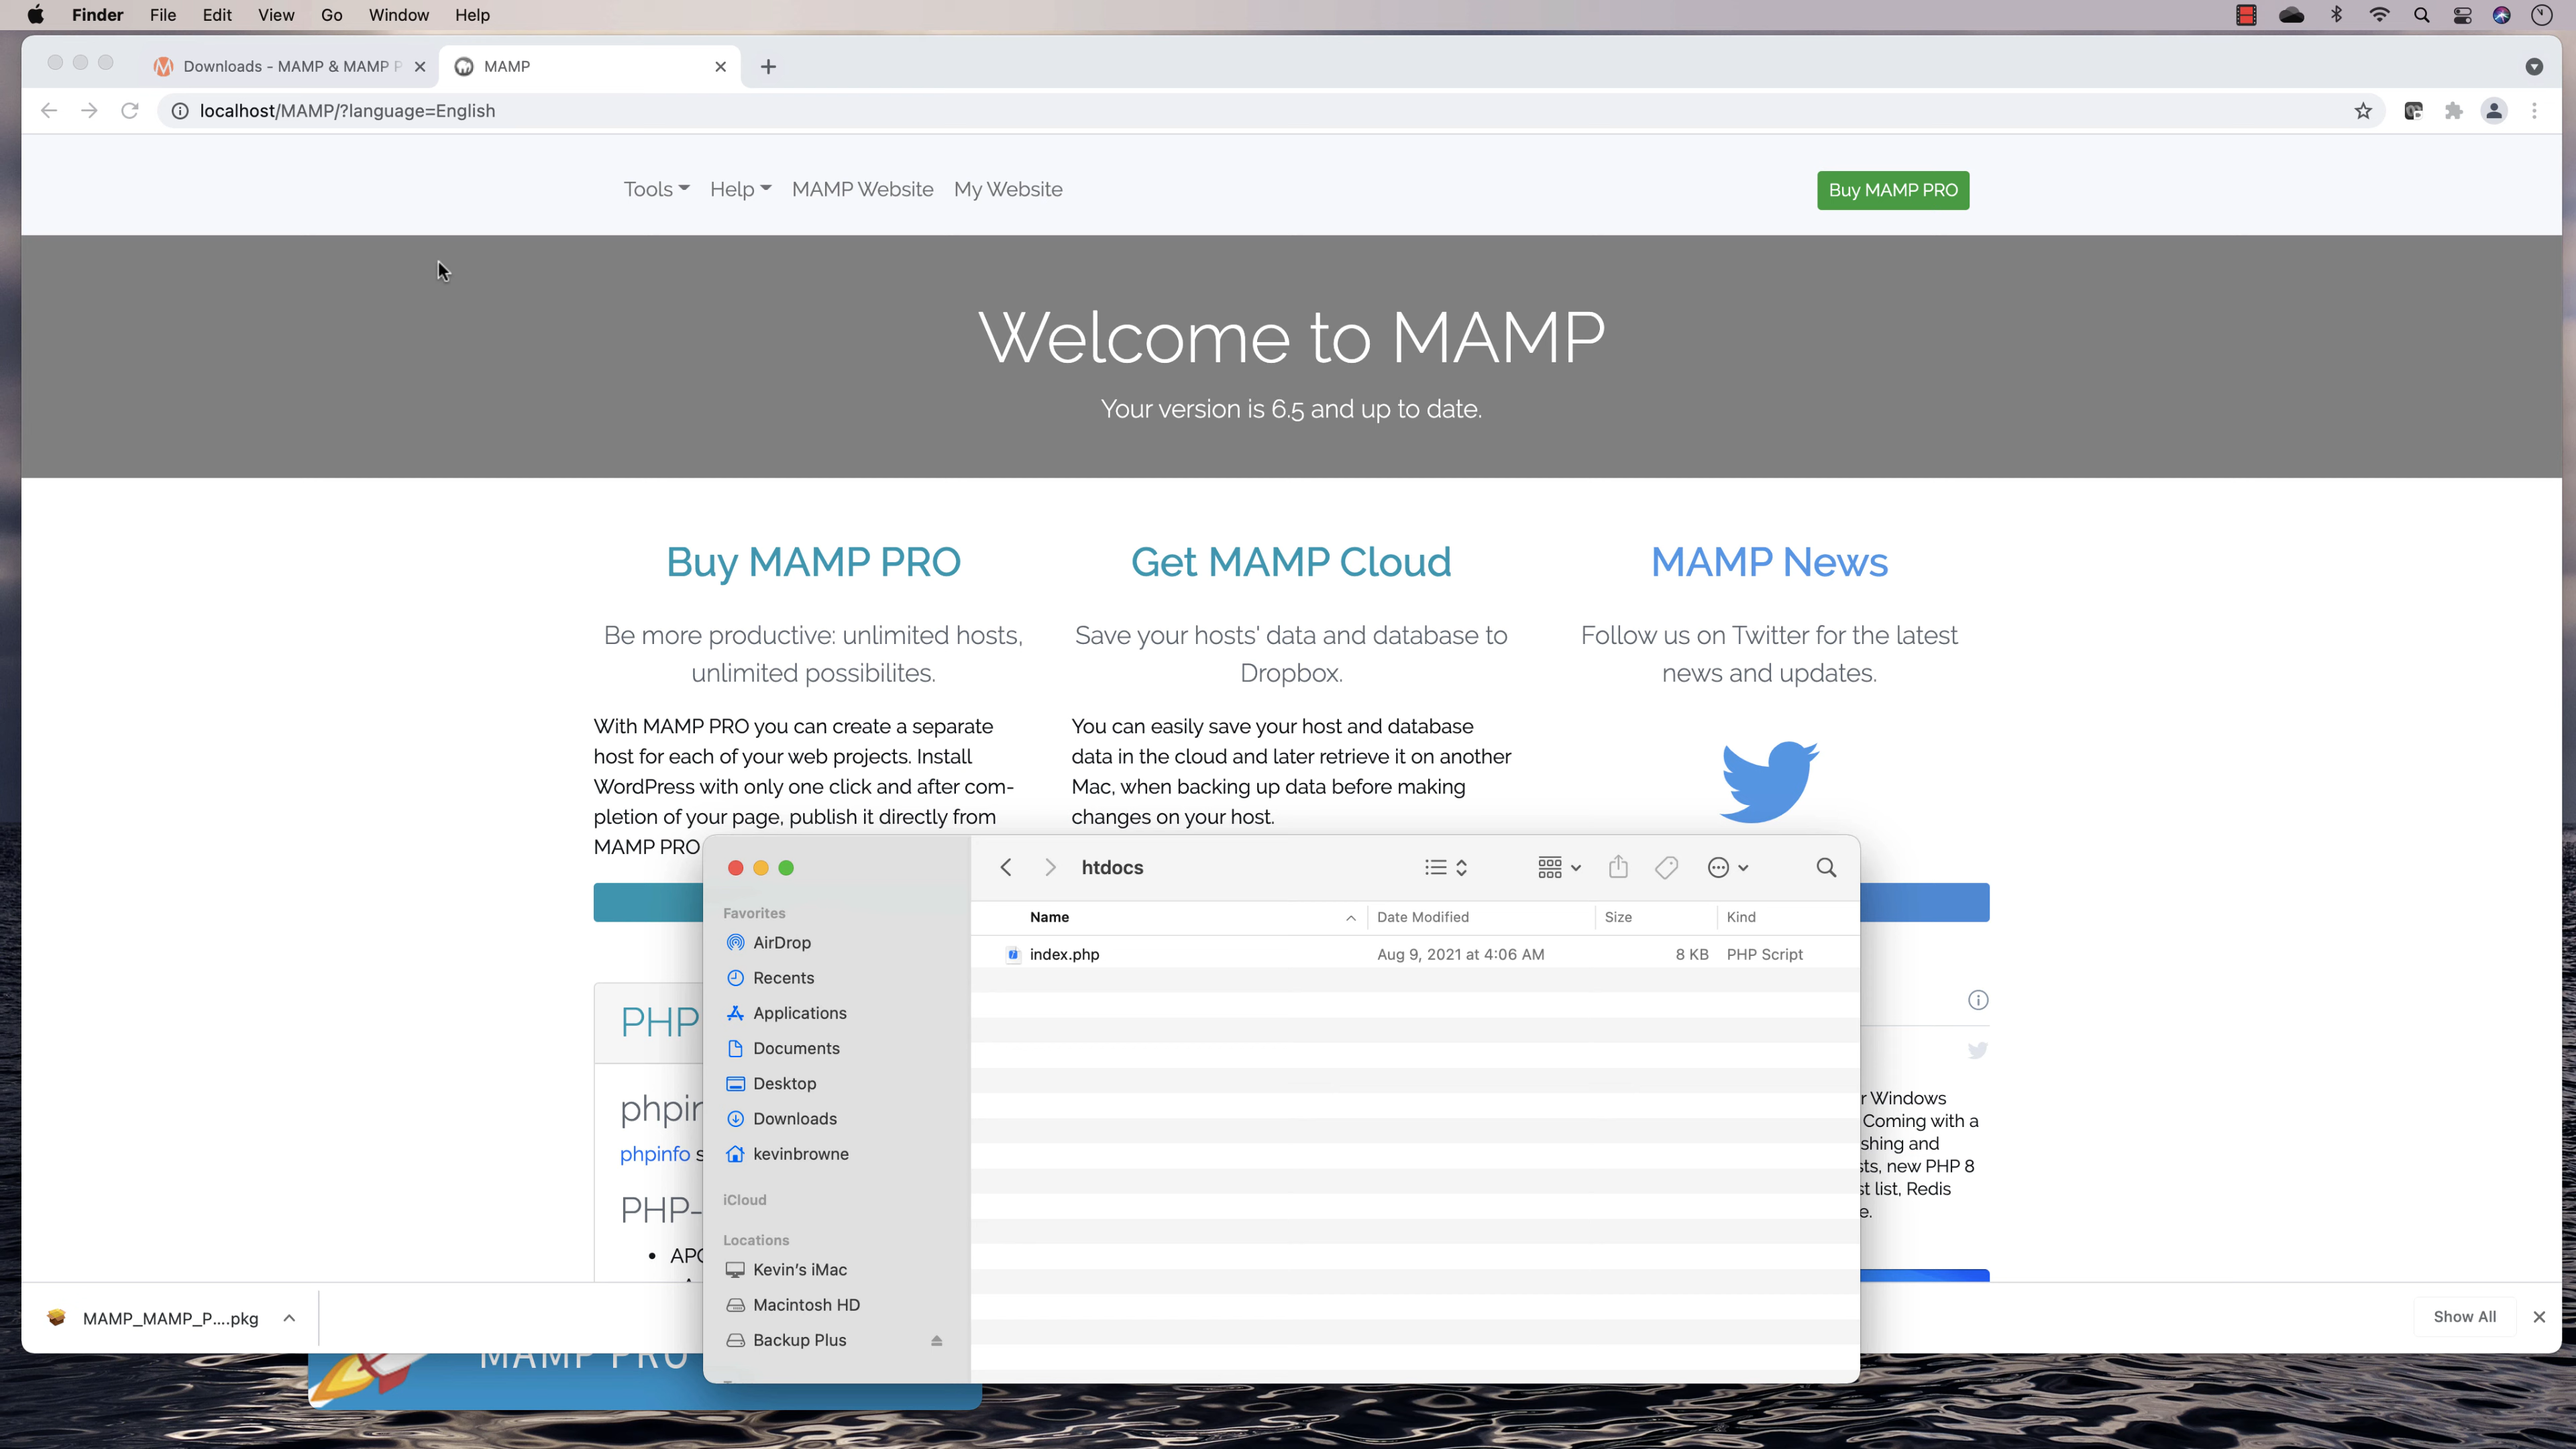 Finder File Edit View Go Window Help
Downloads - MAMP & MAMP P
MAMP
localhost/MAMP/?language=English
Tools Help MAMP Website My Website
Buy MAMP PRO
Welcome to MAMP
Your version is 6.5 and up to date.
Buy MAMP PRO
Be more productive: unlimited hosts,
unlimited possibilites.
With MAMP PRO you can create a separate
host for each of your web projects. Install
WordPress with only one click and after com-
pletion of your page, publish it directly from
MAMP PRO
Get MAMP Cloud
Save your hosts' data and database to
Dropbox.
You can easily save your host and database
data in the cloud and later retrieve it on another
Mac, when backing up data before making
changes on your host.
MAMP News
Follow us on Twitter for the latest
news and updates.
PHP
phpin
phpinfo s
PHP-
• APC
r Windows
Coming with a
shing and
sts, new PHP 8
st list, Redis
e.
htdocs
Favorites
AirDrop
Recents
Applications
Documents
Desktop
Downloads
kevinbrowne
iCloud
Locations
Kevin's iMac
Macintosh HD
Backup Plus
Name Date Modified Size Kind
index.php Aug 9, 2021 at 4:06 AM 8 KB PHP Script
MAMP_MAMP_P....pkg
Show All
MAMP PRO